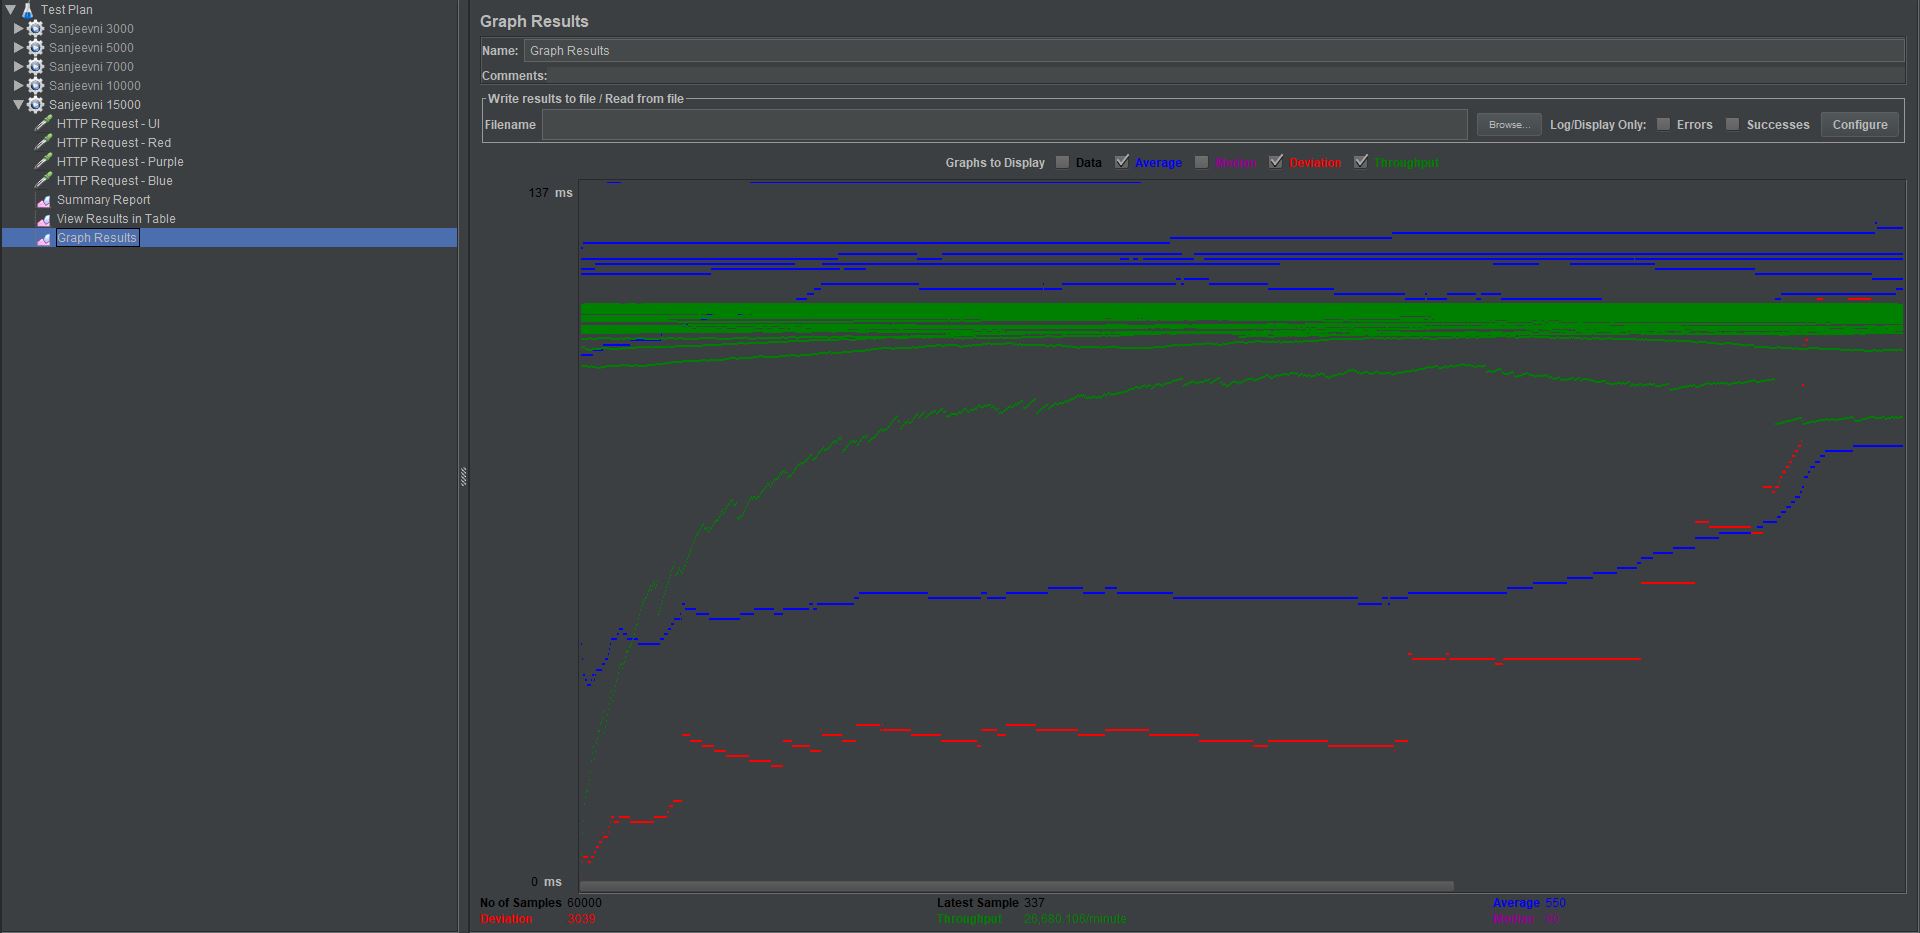 Test Plan
Sanjeevni 3000
Sanjeevni 5000
Sanjeevni 7000
Sanjeevni 10000
Sanjeevni 15000
HTTP Request - UI
HTTP Request - Red
HTTP Request - Purple
HTTP Request - Blue
Summary Report
View Results in Table
Graph Results
Graph Results
Name: Graph Results
Comments:
Write results to file / Read from file
Filename Browse... Log/Display Only: Errors Successes Configure
Graphs to Display Data Average Median Deviation Throughput
137 ms
0 ms
No of Samples 60000 Latest Sample 337 Average 550
Deviation 3039 Throughput 26,680.106/minute Median